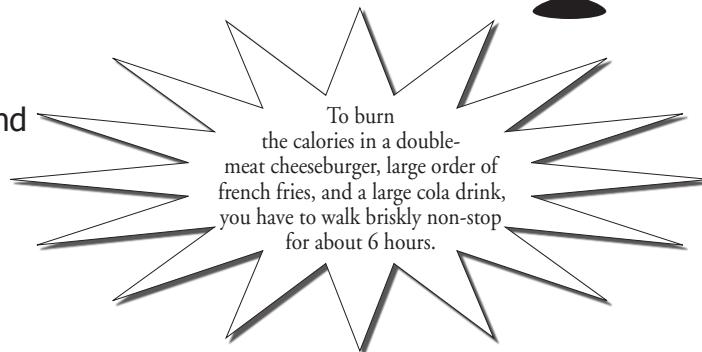 nd
To burn
the calories in a double-
meat cheeseburger, large order of
french fries, and a large cola drink,
you have to walk briskly non-stop
for about 6 hours.